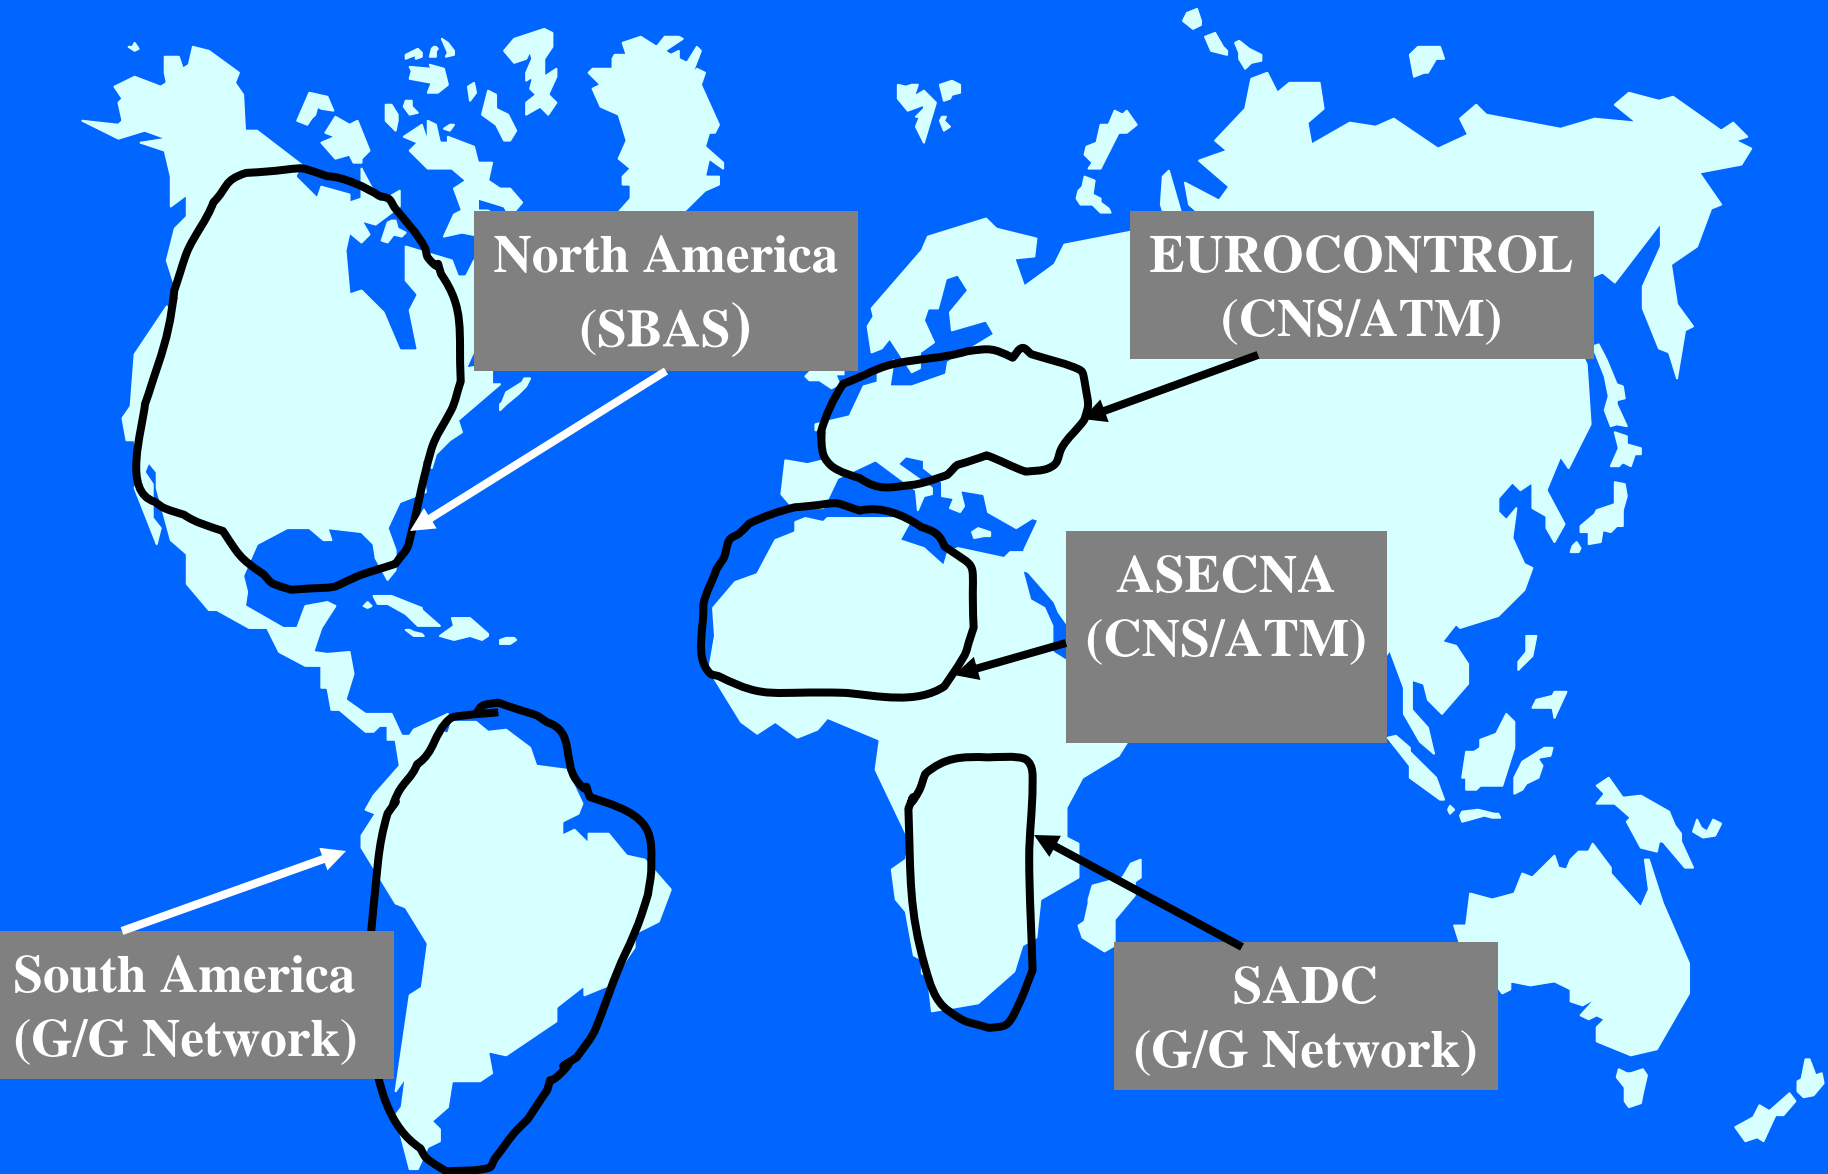 North America
(SBAS)
EUROCONTROL
(CNS/ATM)
ASECNA
(CNS/ATM)
South America
(G/G Network)
SADC
(G/G Network)